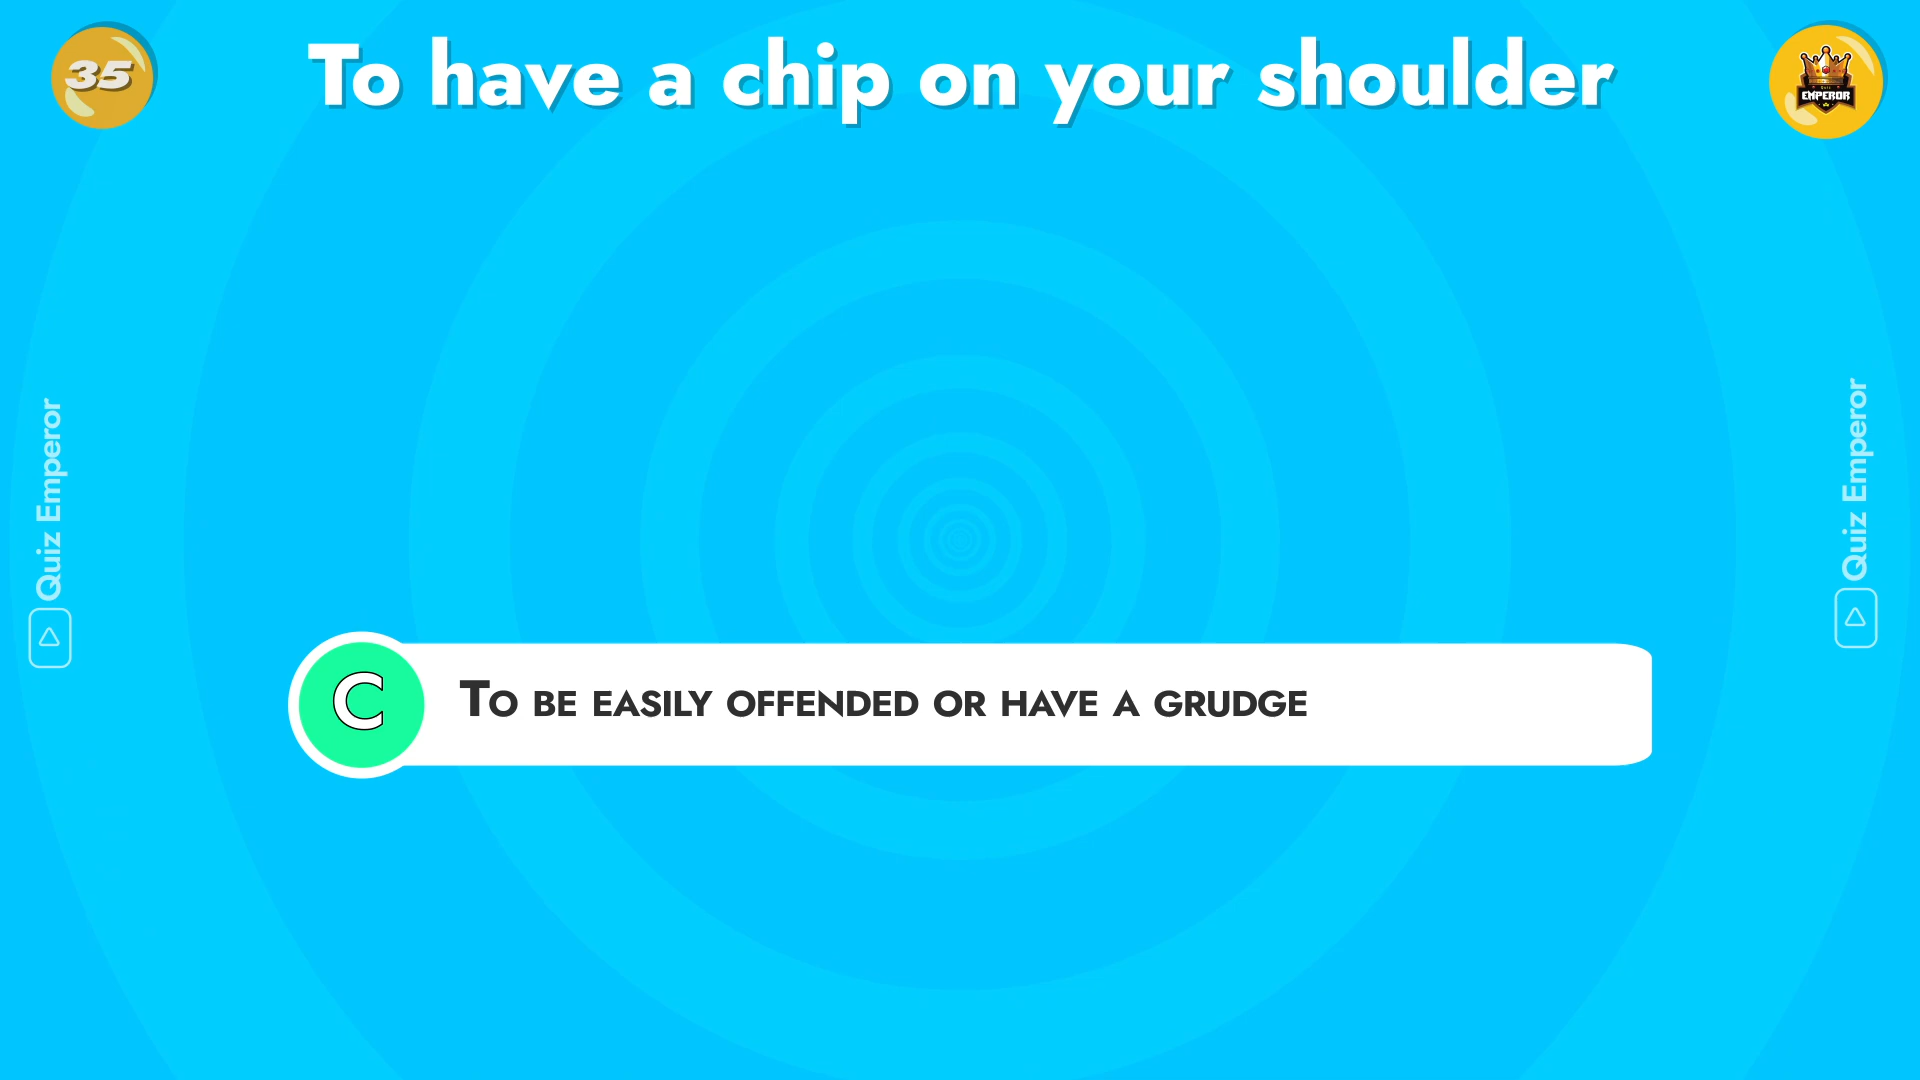 35
To have a chip on your shoulder
EMPEROR
Quiz Emperor
Quiz Emperor
C
To be easily offended or have a grudge